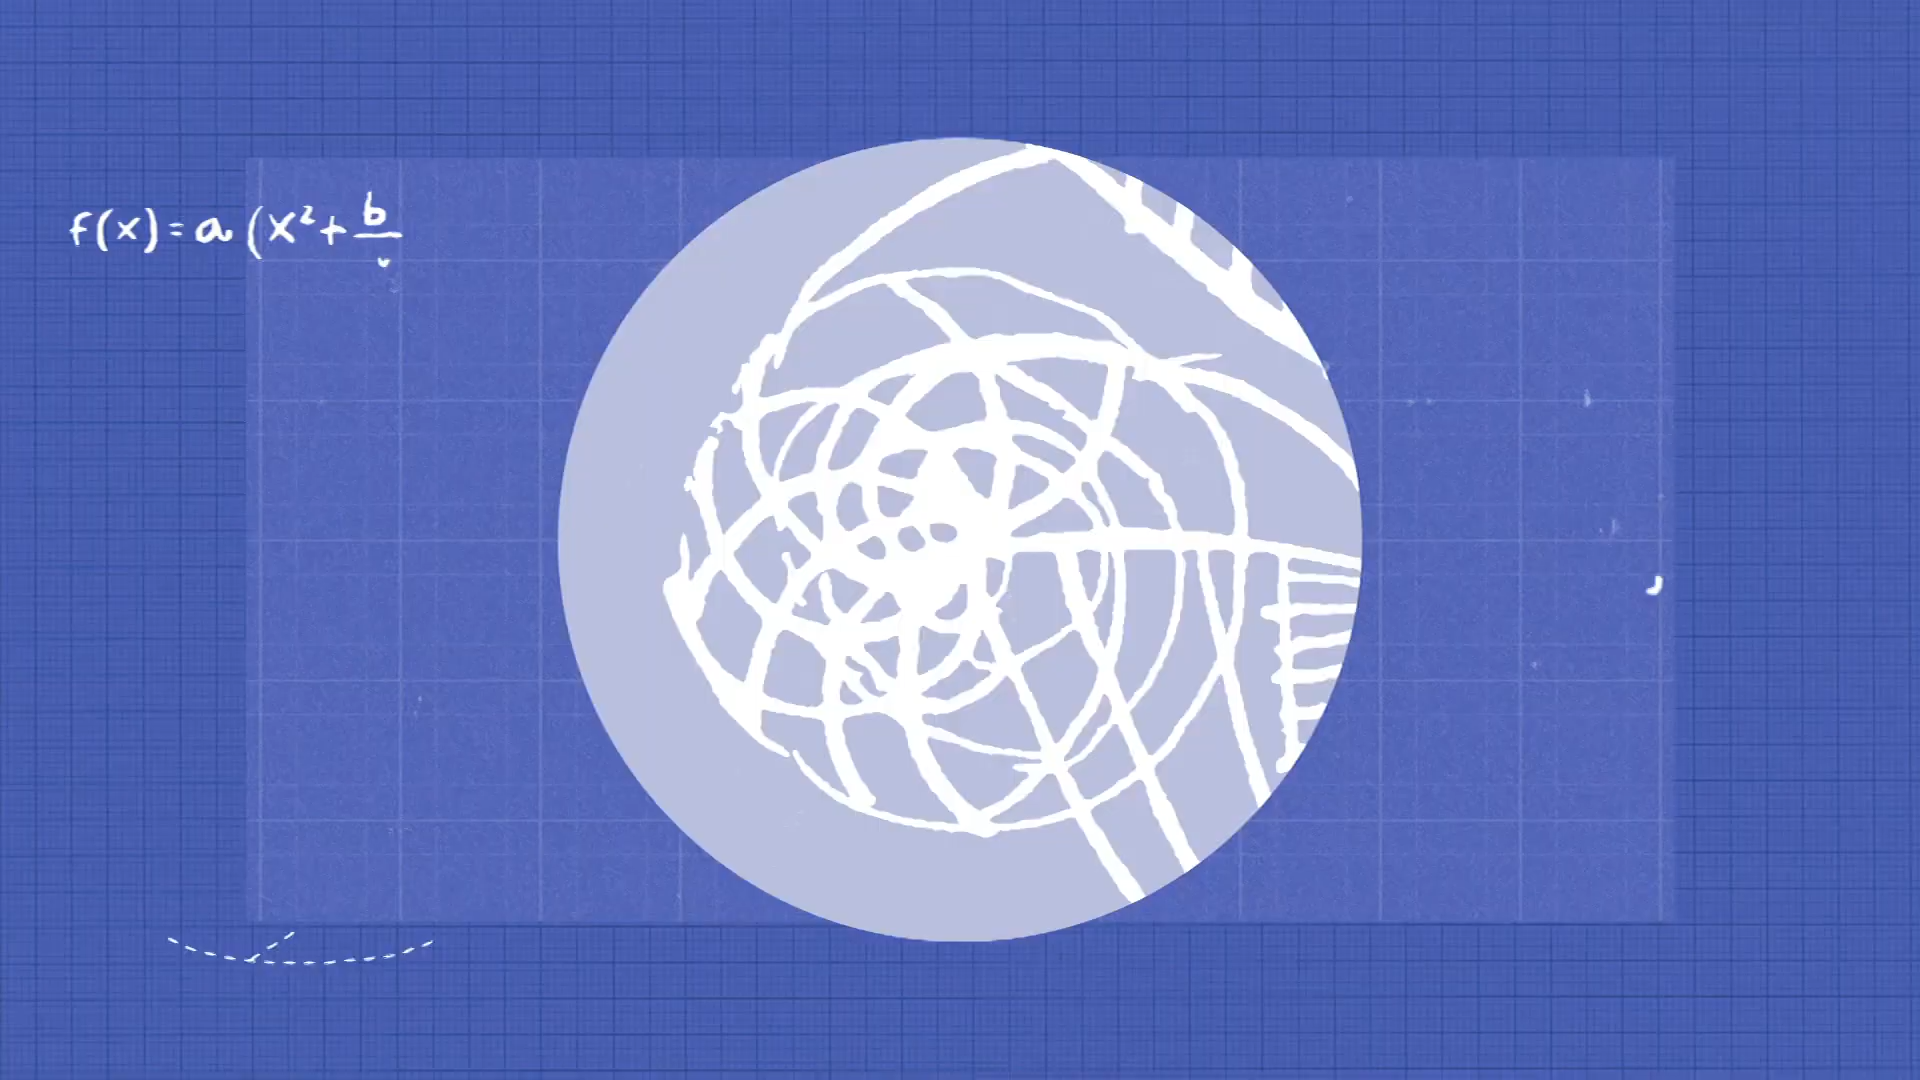 f(x) = a (x² + b